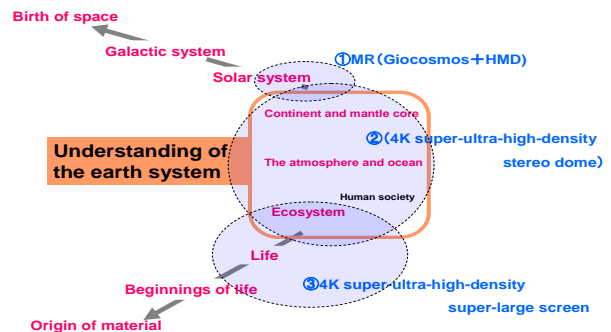 Birth of space
Galactic system
①MR（Giocosmos＋HMD)
Solar system
Continent and mantle core
②（4K super-ultra-high-density
stereo dome）
Understanding of
the earth system
The atmosphere and ocean
Human society
Ecosystem
Life
③4K super-ultra-high-density
super-large screen
Beginnings of life
Origin of material